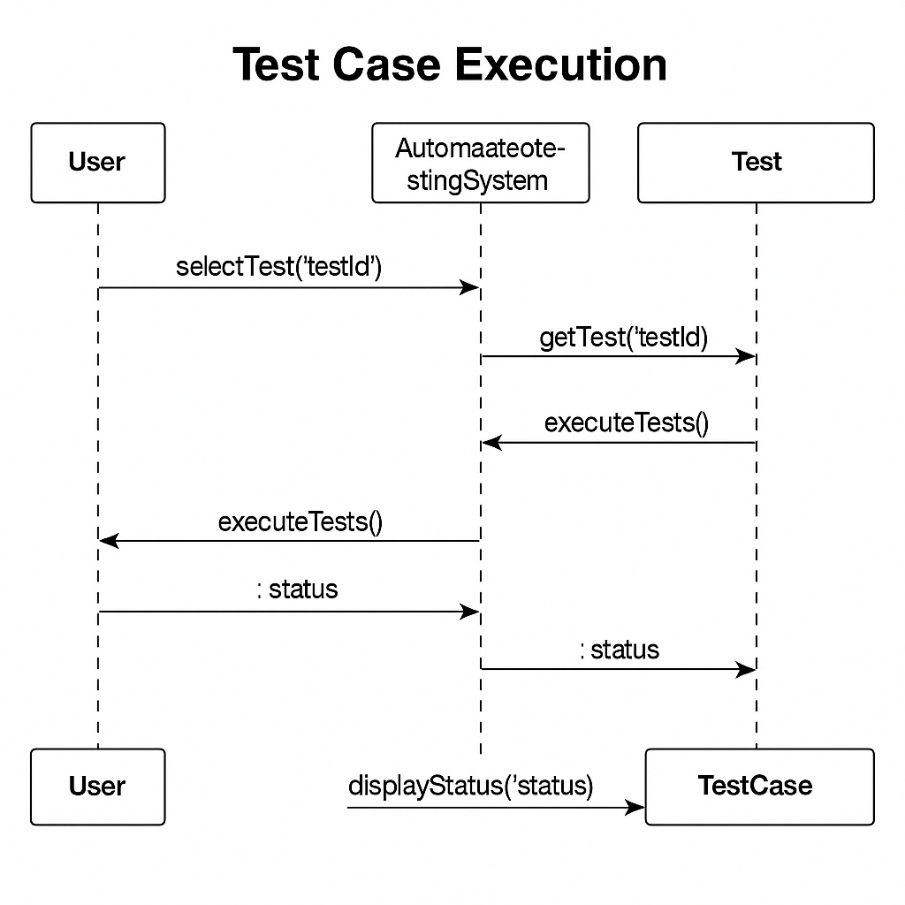 Test Case Execution
User
Automaateote-
stingSystem
Test
selectTest('testId')
getTest('testId)
executeTests()
executeTests()
: status
: status
User
displayStatus('status)
TestCase